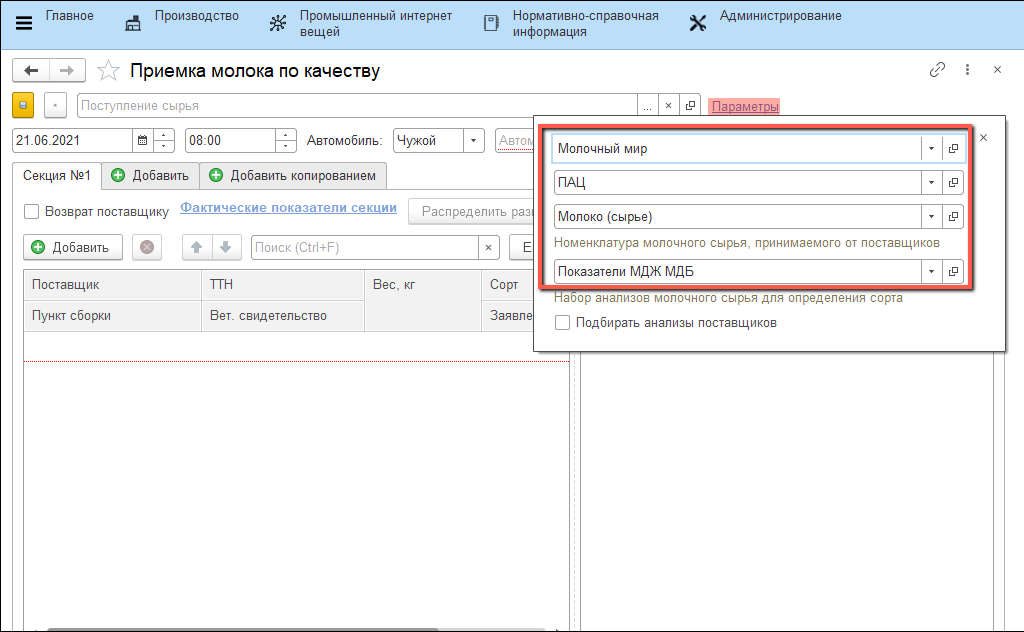 Главное
Производство
Промышленный интернет
вещей
Нормативно-справочная
информация
Администрирование
Приемка молока по качеству
Поступление сырья
...
Параметры
21.06.2021
08:00
Автомобиль:
Чужой
Автом
Секция №1
Добавить
Добавить копированием
Возврат поставщику
Фактические показатели секции
Распределить раз
Добавить
Поиск (Ctrl+F)
Е
Поставщик
ТТН
Вес, кг
Сорт
Пункт сборки
Вет. свидетельство
Заявле
Молочный мир
ПАЦ
Молоко (сырье)
Номенклатура молочного сырья, принимаемого от поставщиков
Показатели МДЖ МДБ
Набор анализов молочного сырья для определения сорта
Подбирать анализы поставщиков